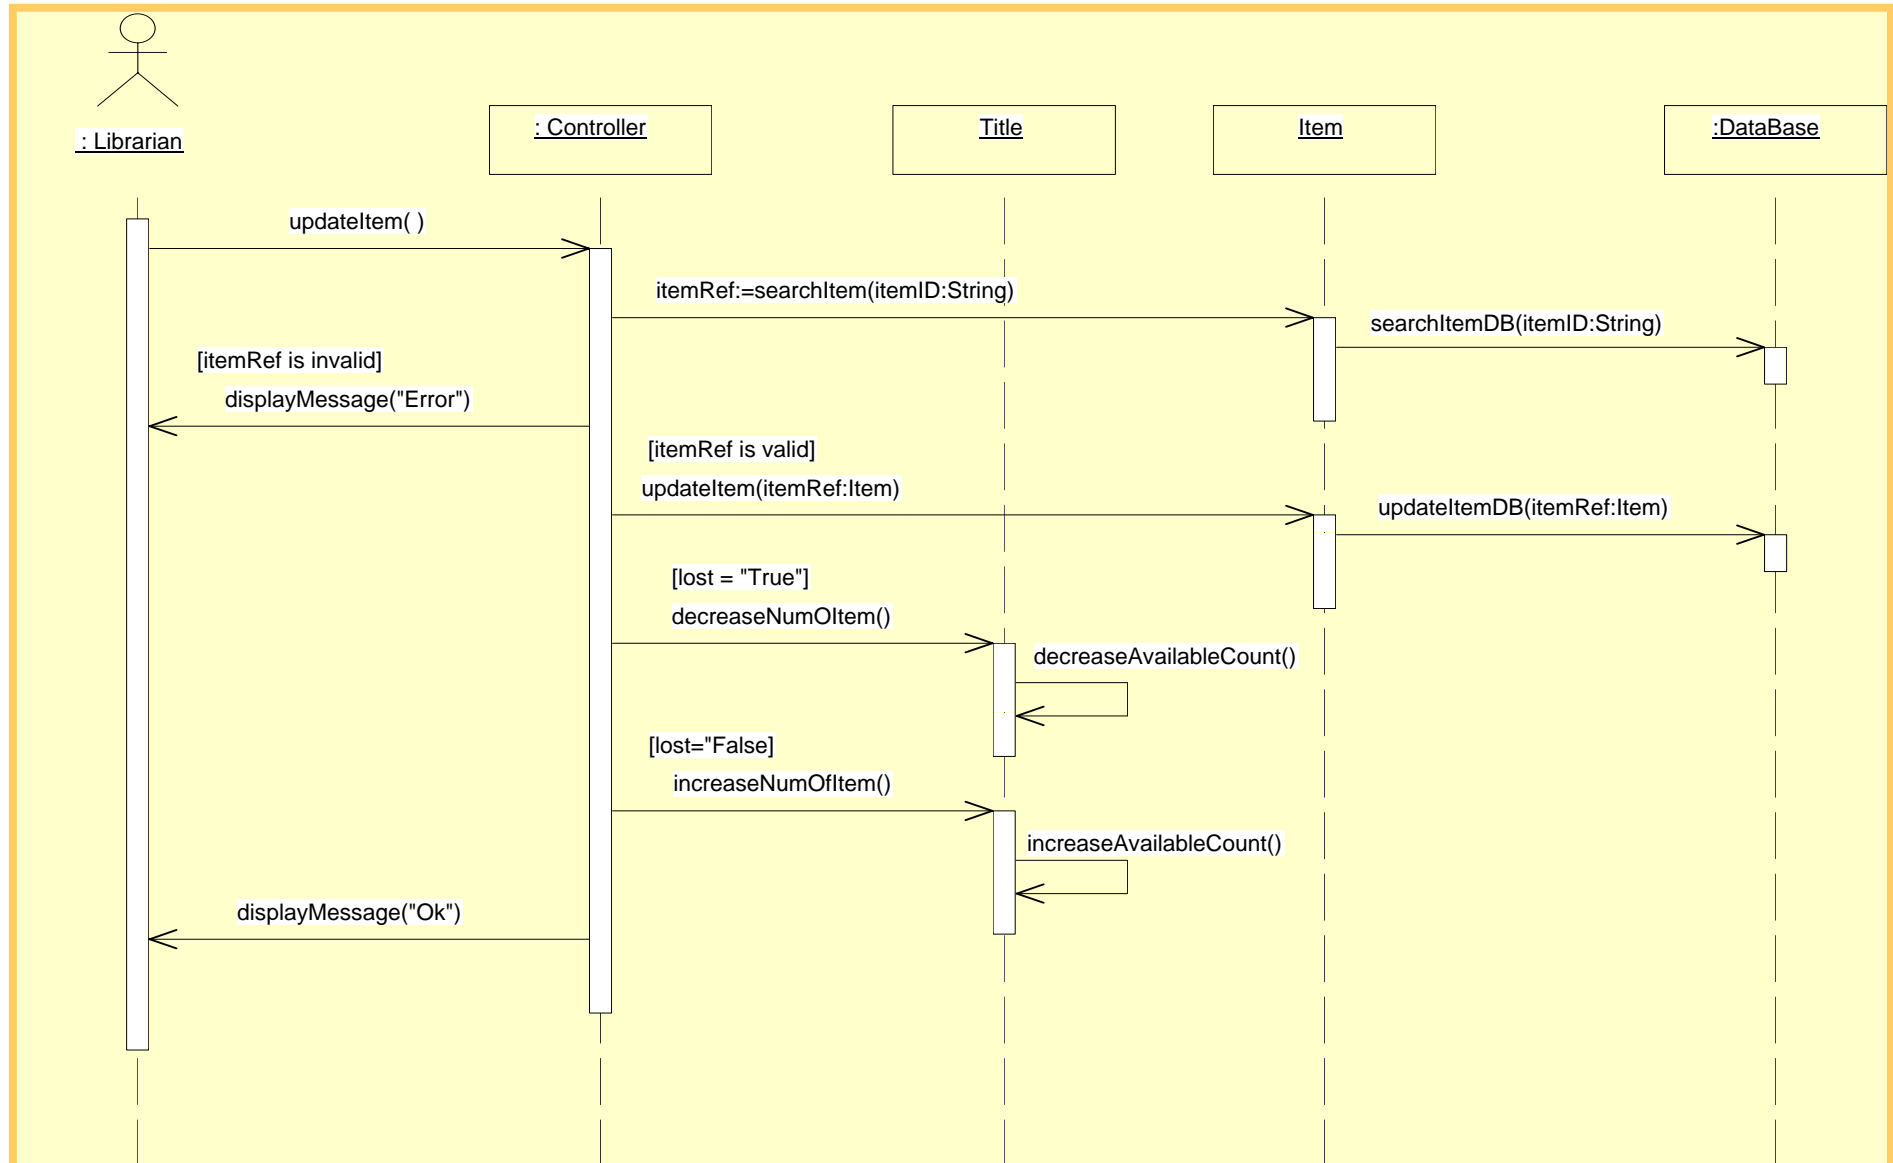 : Librarian
: Controller
Title
Item
:DataBase
updateItem( )
itemRef:=searchItem(itemID:String)
searchItemDB(itemID:String)
[itemRef is invalid]
displayMessage("Error")
[itemRef is valid]
updateItem(itemRef:Item)
updateItemDB(itemRef:Item)
[lost = "True"]
decreaseNumOItem()
decreaseAvailableCount()
[lost="False]
increaseNumOfItem()
increaseAvailableCount()
displayMessage("Ok")